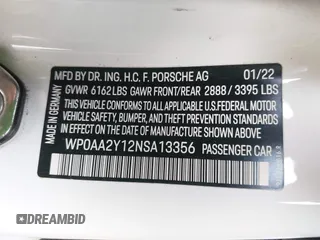 MFD BY DR. ING. H.C. F. PORSCHE AG 01/22
GVWR 6162 LBS GAWR FRONT/REAR 2888 / 3395 LBS
MADE IN GERMANY
THIS VEHICLE CONFORMS TO ALL APPLICABLE U.S. FEDERAL MOTOR VEHICLE SAFETY, BUMPER, AND THEFT PREVENTION STANDARDS IN EFFECT ON THE DATE OF MANUFACTURE SHOWN ABOVE.
WP0AA2Y12NSA13356 PASSENGER CAR
DREAMBID